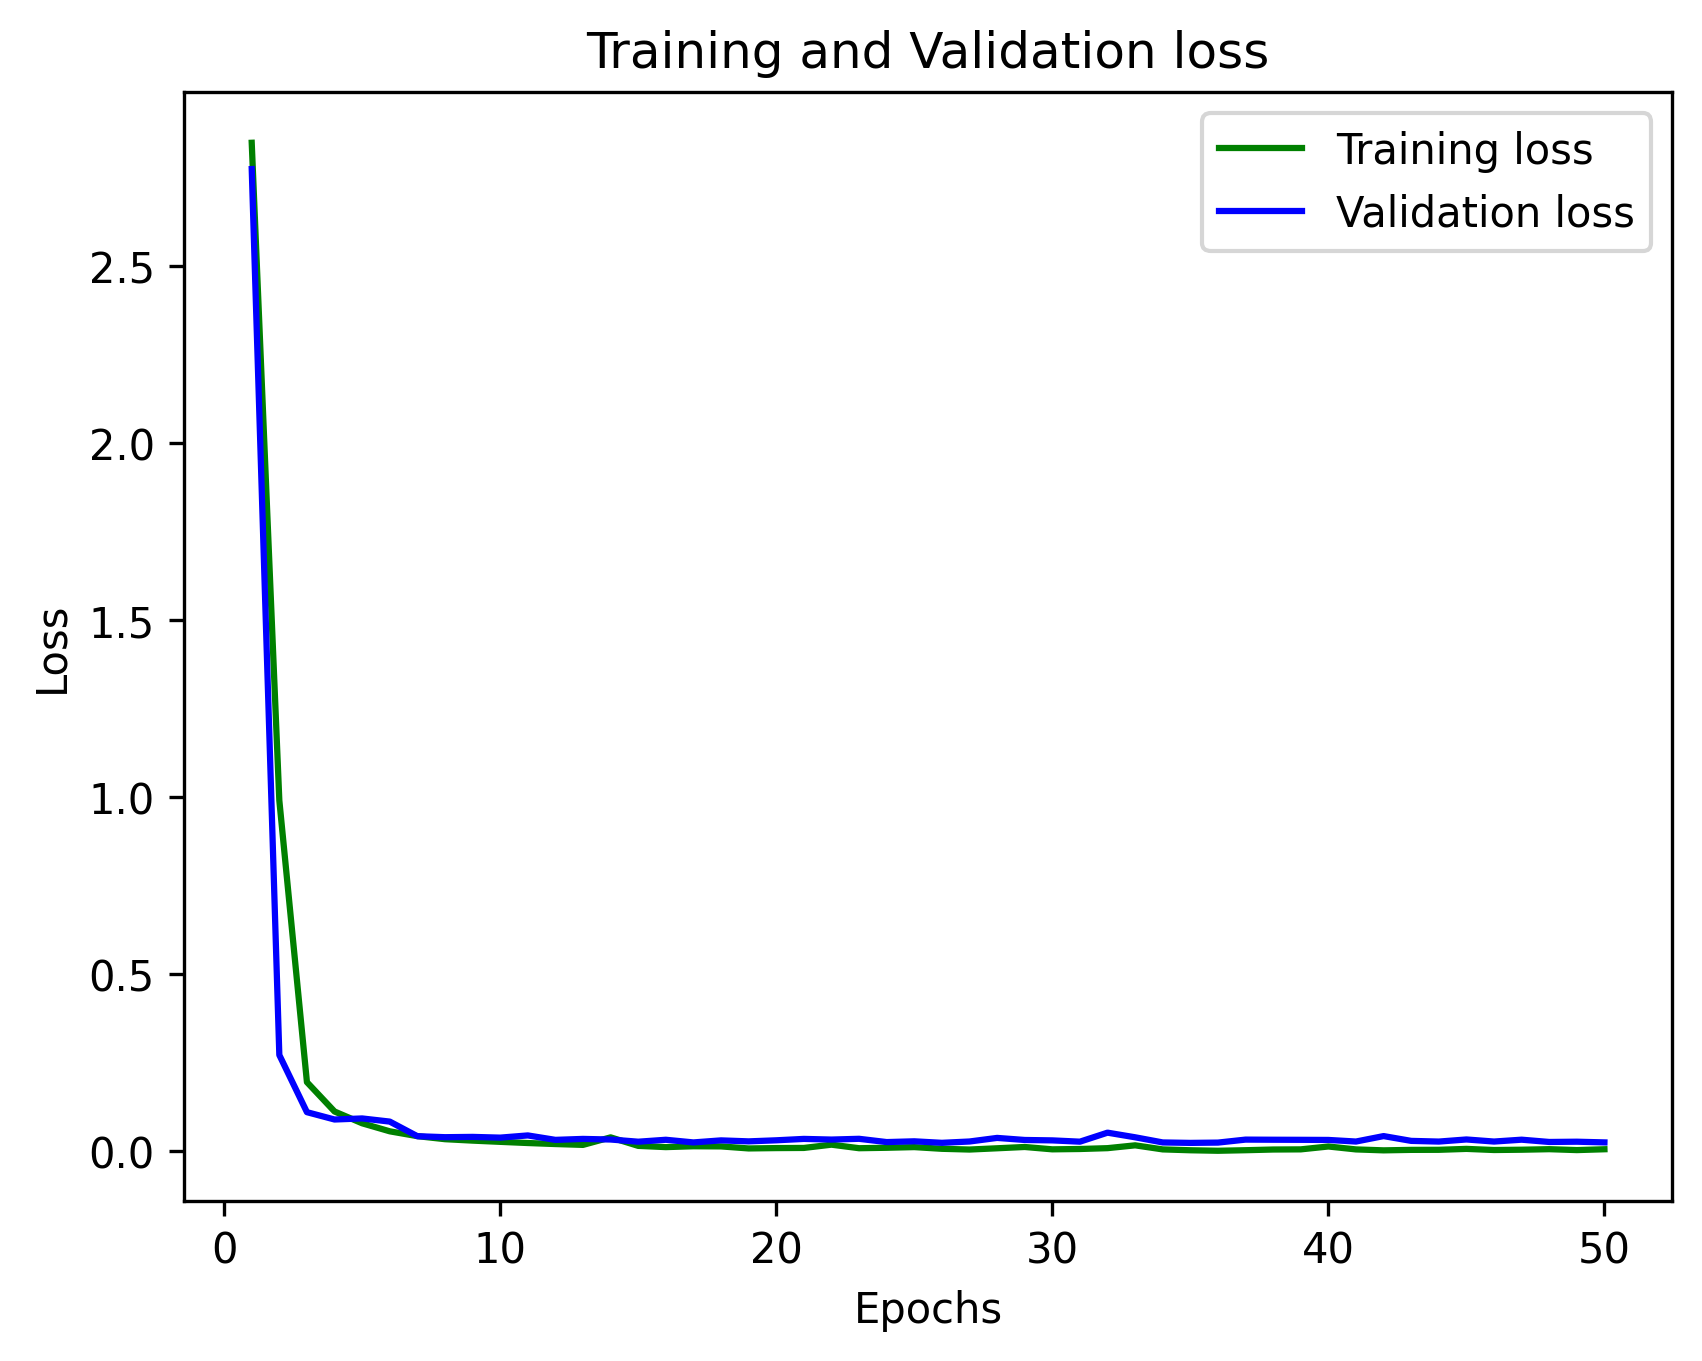 Training and Validation loss
Training loss
Validation loss
Loss
2.5
2.0
1.5
1.0
0.5
0.0
0 10 20 30 40 50
Epochs